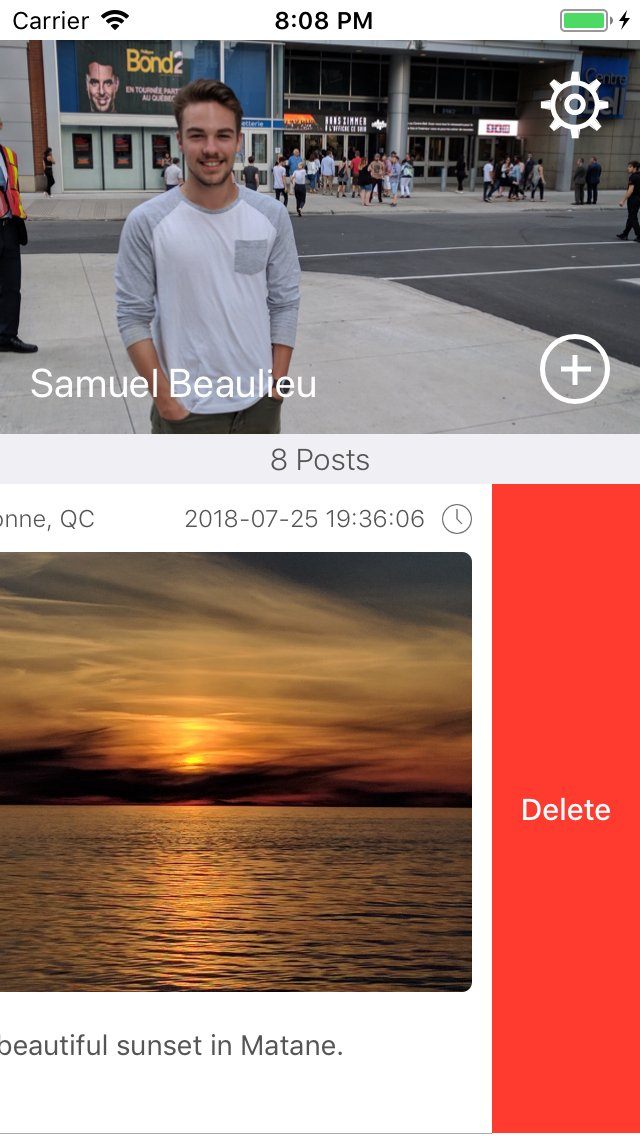 Carrier 8:08 PM
Bond2
EN TOURNÉE PART
AU QUÉBEC
Centre
HANS ZIMMER
L'AFFICHE CE SOIR
Samuel Beaulieu
8 Posts
onne, QC 2018-07-25 19:36:06
Delete
beautiful sunset in Matane.